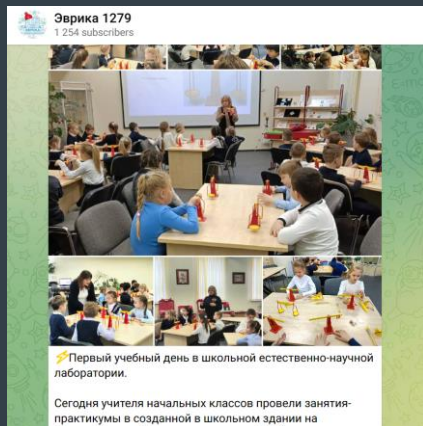 Эврика 1279
1 254 subscribers
⚡Первый учебный день в школьной естественно-научной
лаборатории.
Сегодня учителя начальных классов провели занятия-
практикумы в созданной в школьном здании на